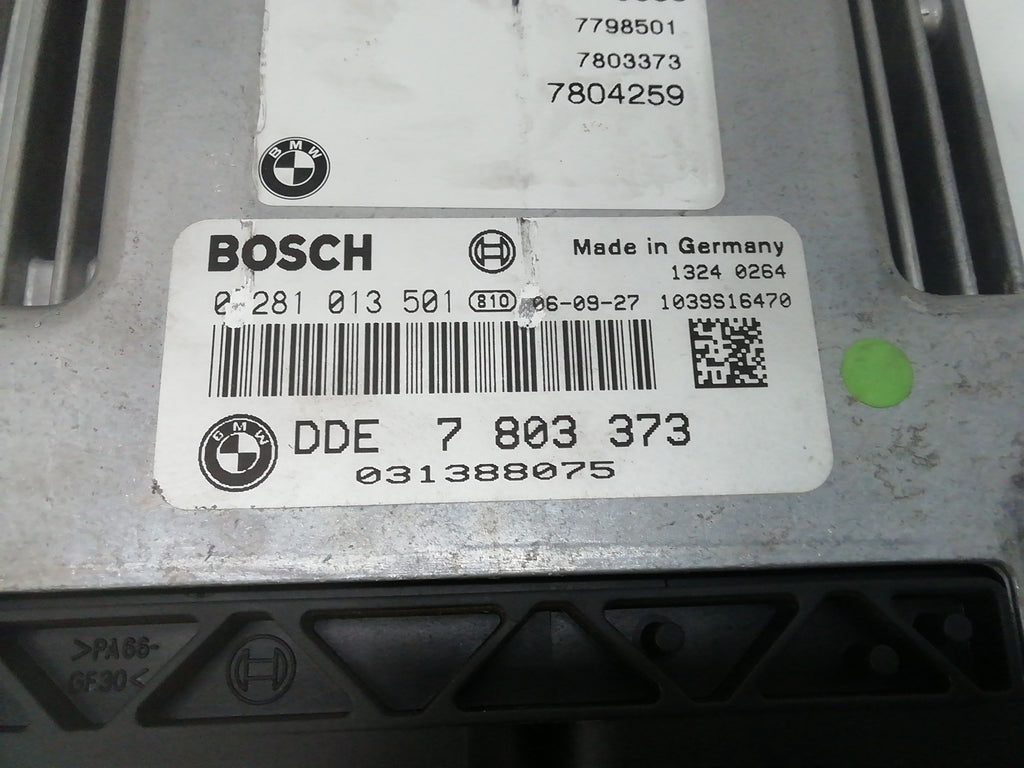 7798501
7803373
7804259
BMW
BOSCH
Made in Germany
1324 0264
0 281 013 501 810 06-09-27 1039S16470
BMW
DDE 7 803 373
031388075
>PA66-
GF30<